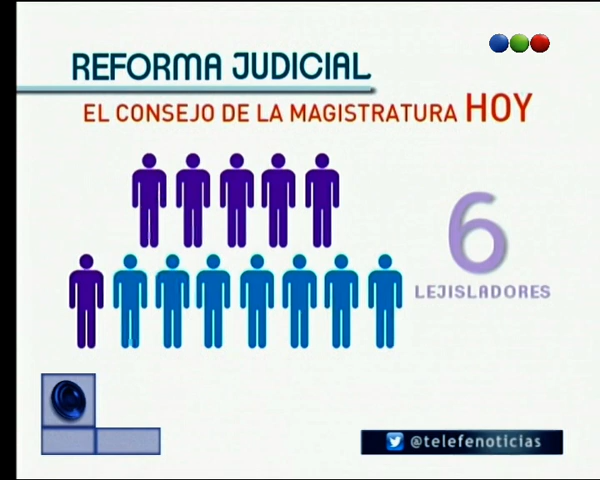 REFORMA JUDICIAL
EL CONSEJO DE LA MAGISTRATURA HOY
6
LEJISLADORES
@telefenoticias